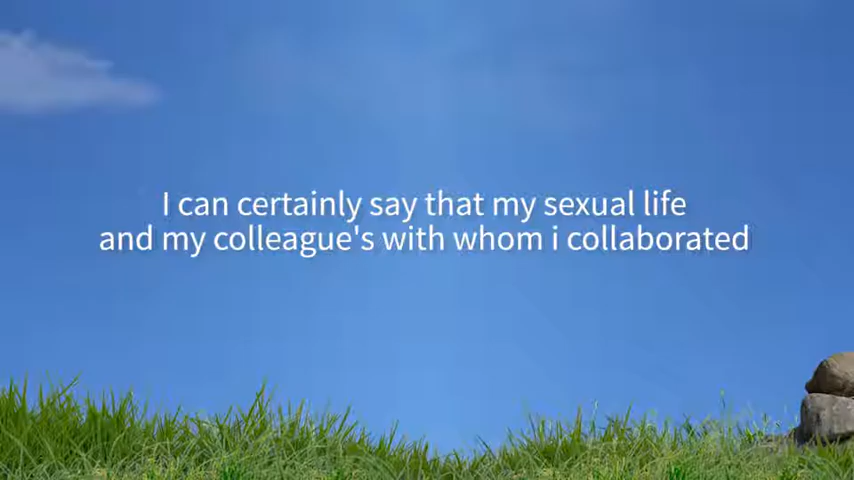 I can certainly say that my sexual life
and my colleague's with whom i collaborated